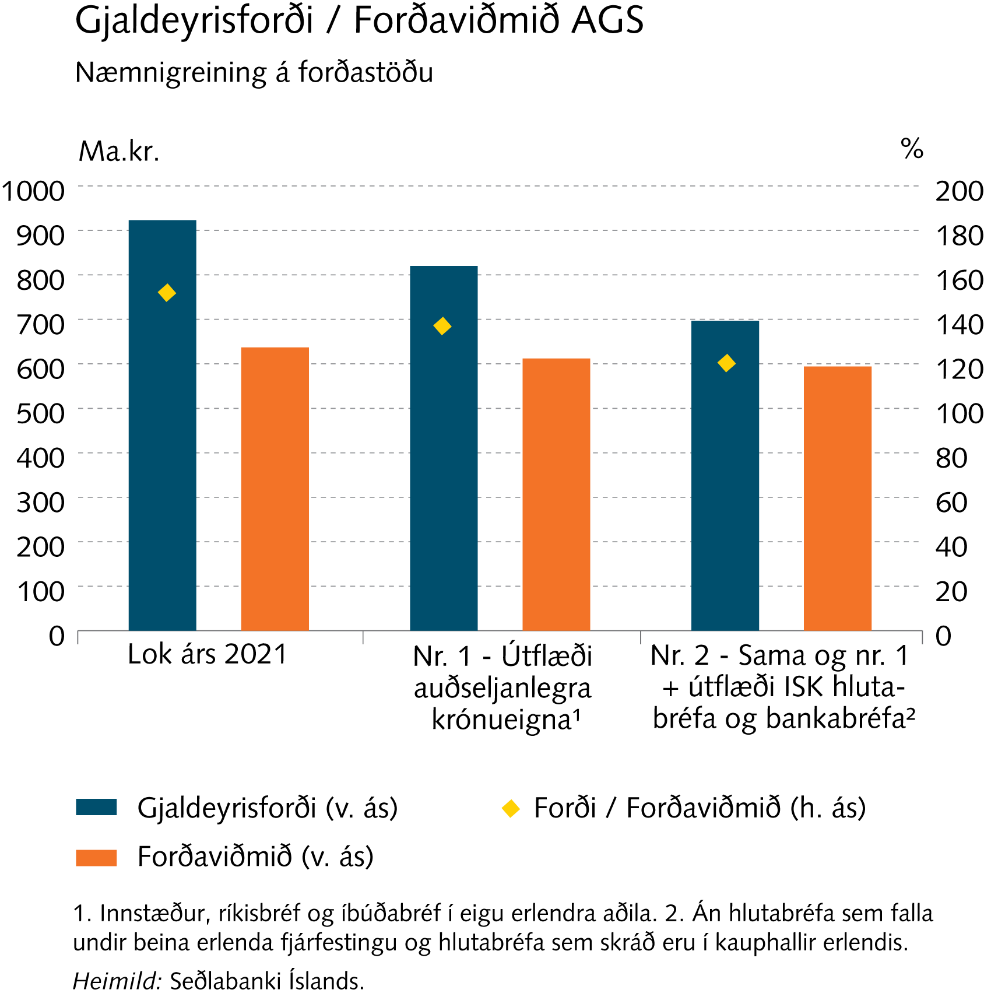 Gjaldeyrisforði / Forðaviðmið AGS
Næmnigreining á forðastöðu
Ma.kr.
%
1000
900
800
700
600
500
400
300
200
100
0
200
180
160
140
120
100
80
60
40
20
0
Lok árs 2021
Nr. 1 - Útflæði
auðseljanlegra
krónueigna¹
Nr. 2 - Sama og nr. 1
+ útflæði ISK hluta-
bréfa og bankabréfa²
Gjaldeyrisforði (v. ás)
Forði / Forðaviðmið (h. ás)
Forðaviðmið (v. ás)
1. Innstæður, ríkisbréf og íbúðabréf í eigu erlendra aðila. 2. Án hlutabréfa sem falla
undir beina erlenda fjárfestingu og hlutabréfa sem skráð eru í kauphallir erlendis.
Heimild: Seðlabanki Íslands.